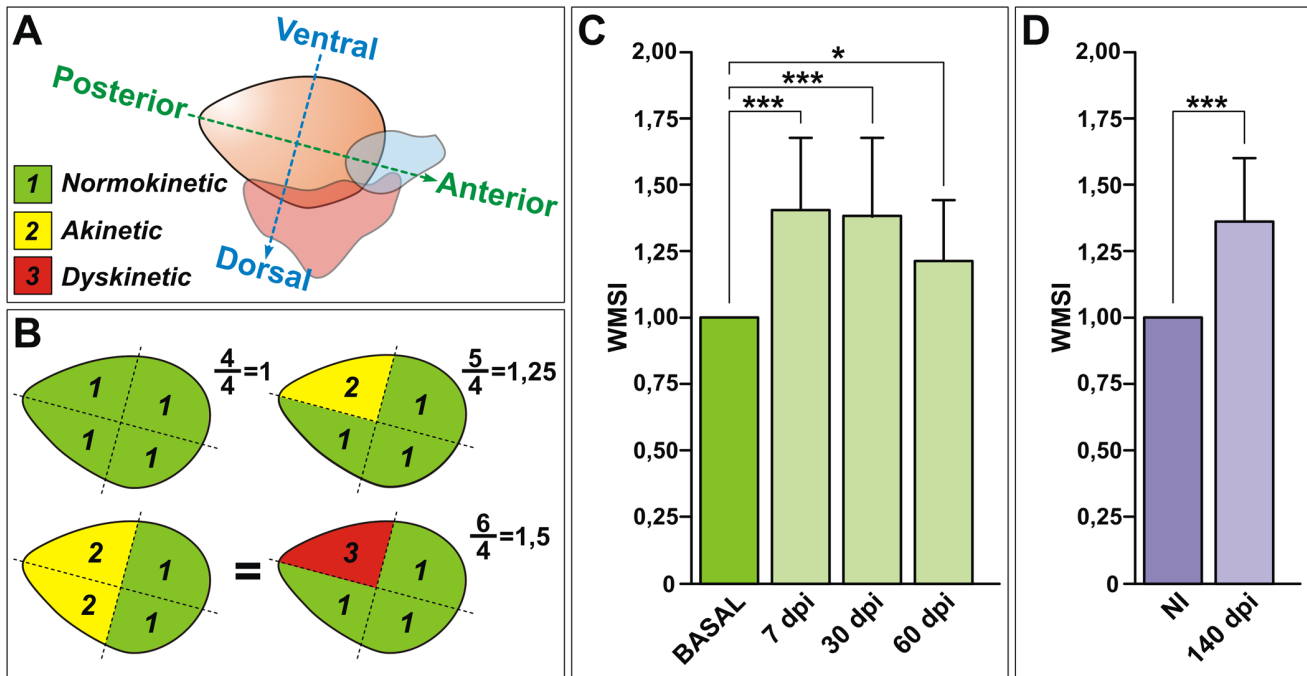 A
Ventral
Posterior
Anterior
Dorsal
1 Normokinetic
2 Akinetic
3 Dyskinetic
B
1 1 1 1
4/4=1
2 1 1 1
5/4=1,25
2 1 2 1
=
3 1 1 1
6/4=1,5
C
WMSI
2,00
1,75
1,50
1,25
1,00
0,75
0,50
0,25
0
*
***
***
BASAL
7 dpi
30 dpi
60 dpi
D
WMSI
2,00
1,75
1,50
1,25
1,00
0,75
0,50
0,25
0
***
NI
140 dpi